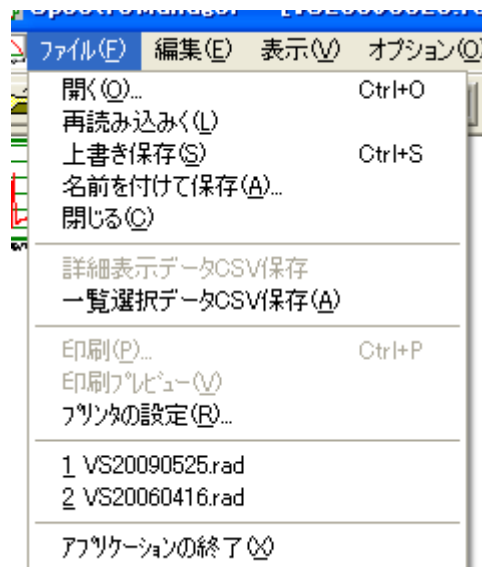 ファイル(F) 編集(E) 表示(V) オプション(O)
開く(O)... Ctrl+O
再読み込みく(L)
上書き保存(S) Ctrl+S
名前を付けて保存(A)...
閉じる(C)
詳細表示データCSV保存
一覧選択データCSV保存(A)
印刷(P)... Ctrl+P
印刷プレビュー(V)
プリンタの設定(R)...
1 VS20090525.rad
2 VS20060416.rad
アプリケーションの終了(X)